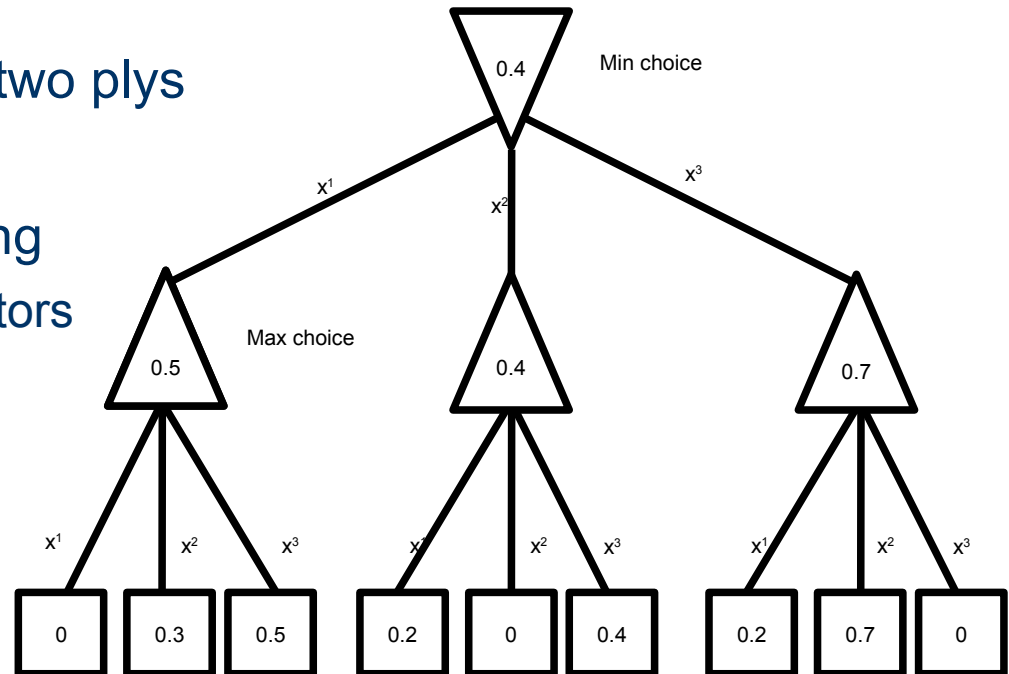 two plys
ng
tors
0.4
Min choice
x¹
x²
x³
0.5
Max choice
0.4
0.7
x¹
x²
x³
x¹
x²
x³
x¹
x²
x³
0
0.3
0.5
0.2
0
0.4
0.2
0.7
0